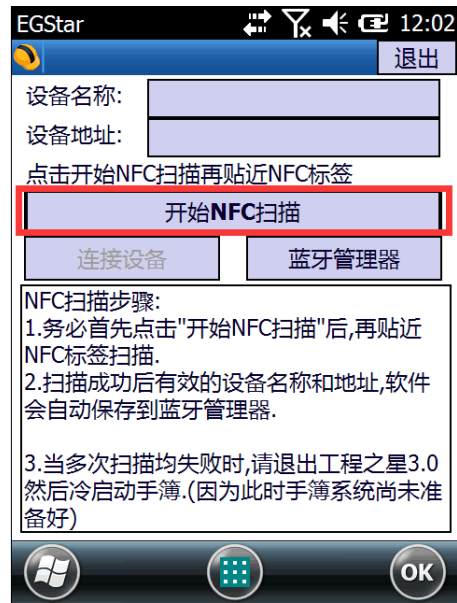 EGStar 12:02
退出
设备名称:
设备地址:
点击开始NFC扫描再贴近NFC标签
开始NFC扫描
连接设备 蓝牙管理器
NFC扫描步骤:
1.务必首先点击"开始NFC扫描"后,再贴近
NFC标签扫描.
2.扫描成功后有效的设备名称和地址,软件
会自动保存到蓝牙管理器.
3.当多次扫描均失败时,请退出工程之星3.0
然后冷启动手簿.(因为此时手簿系统尚未准
备好)
OK